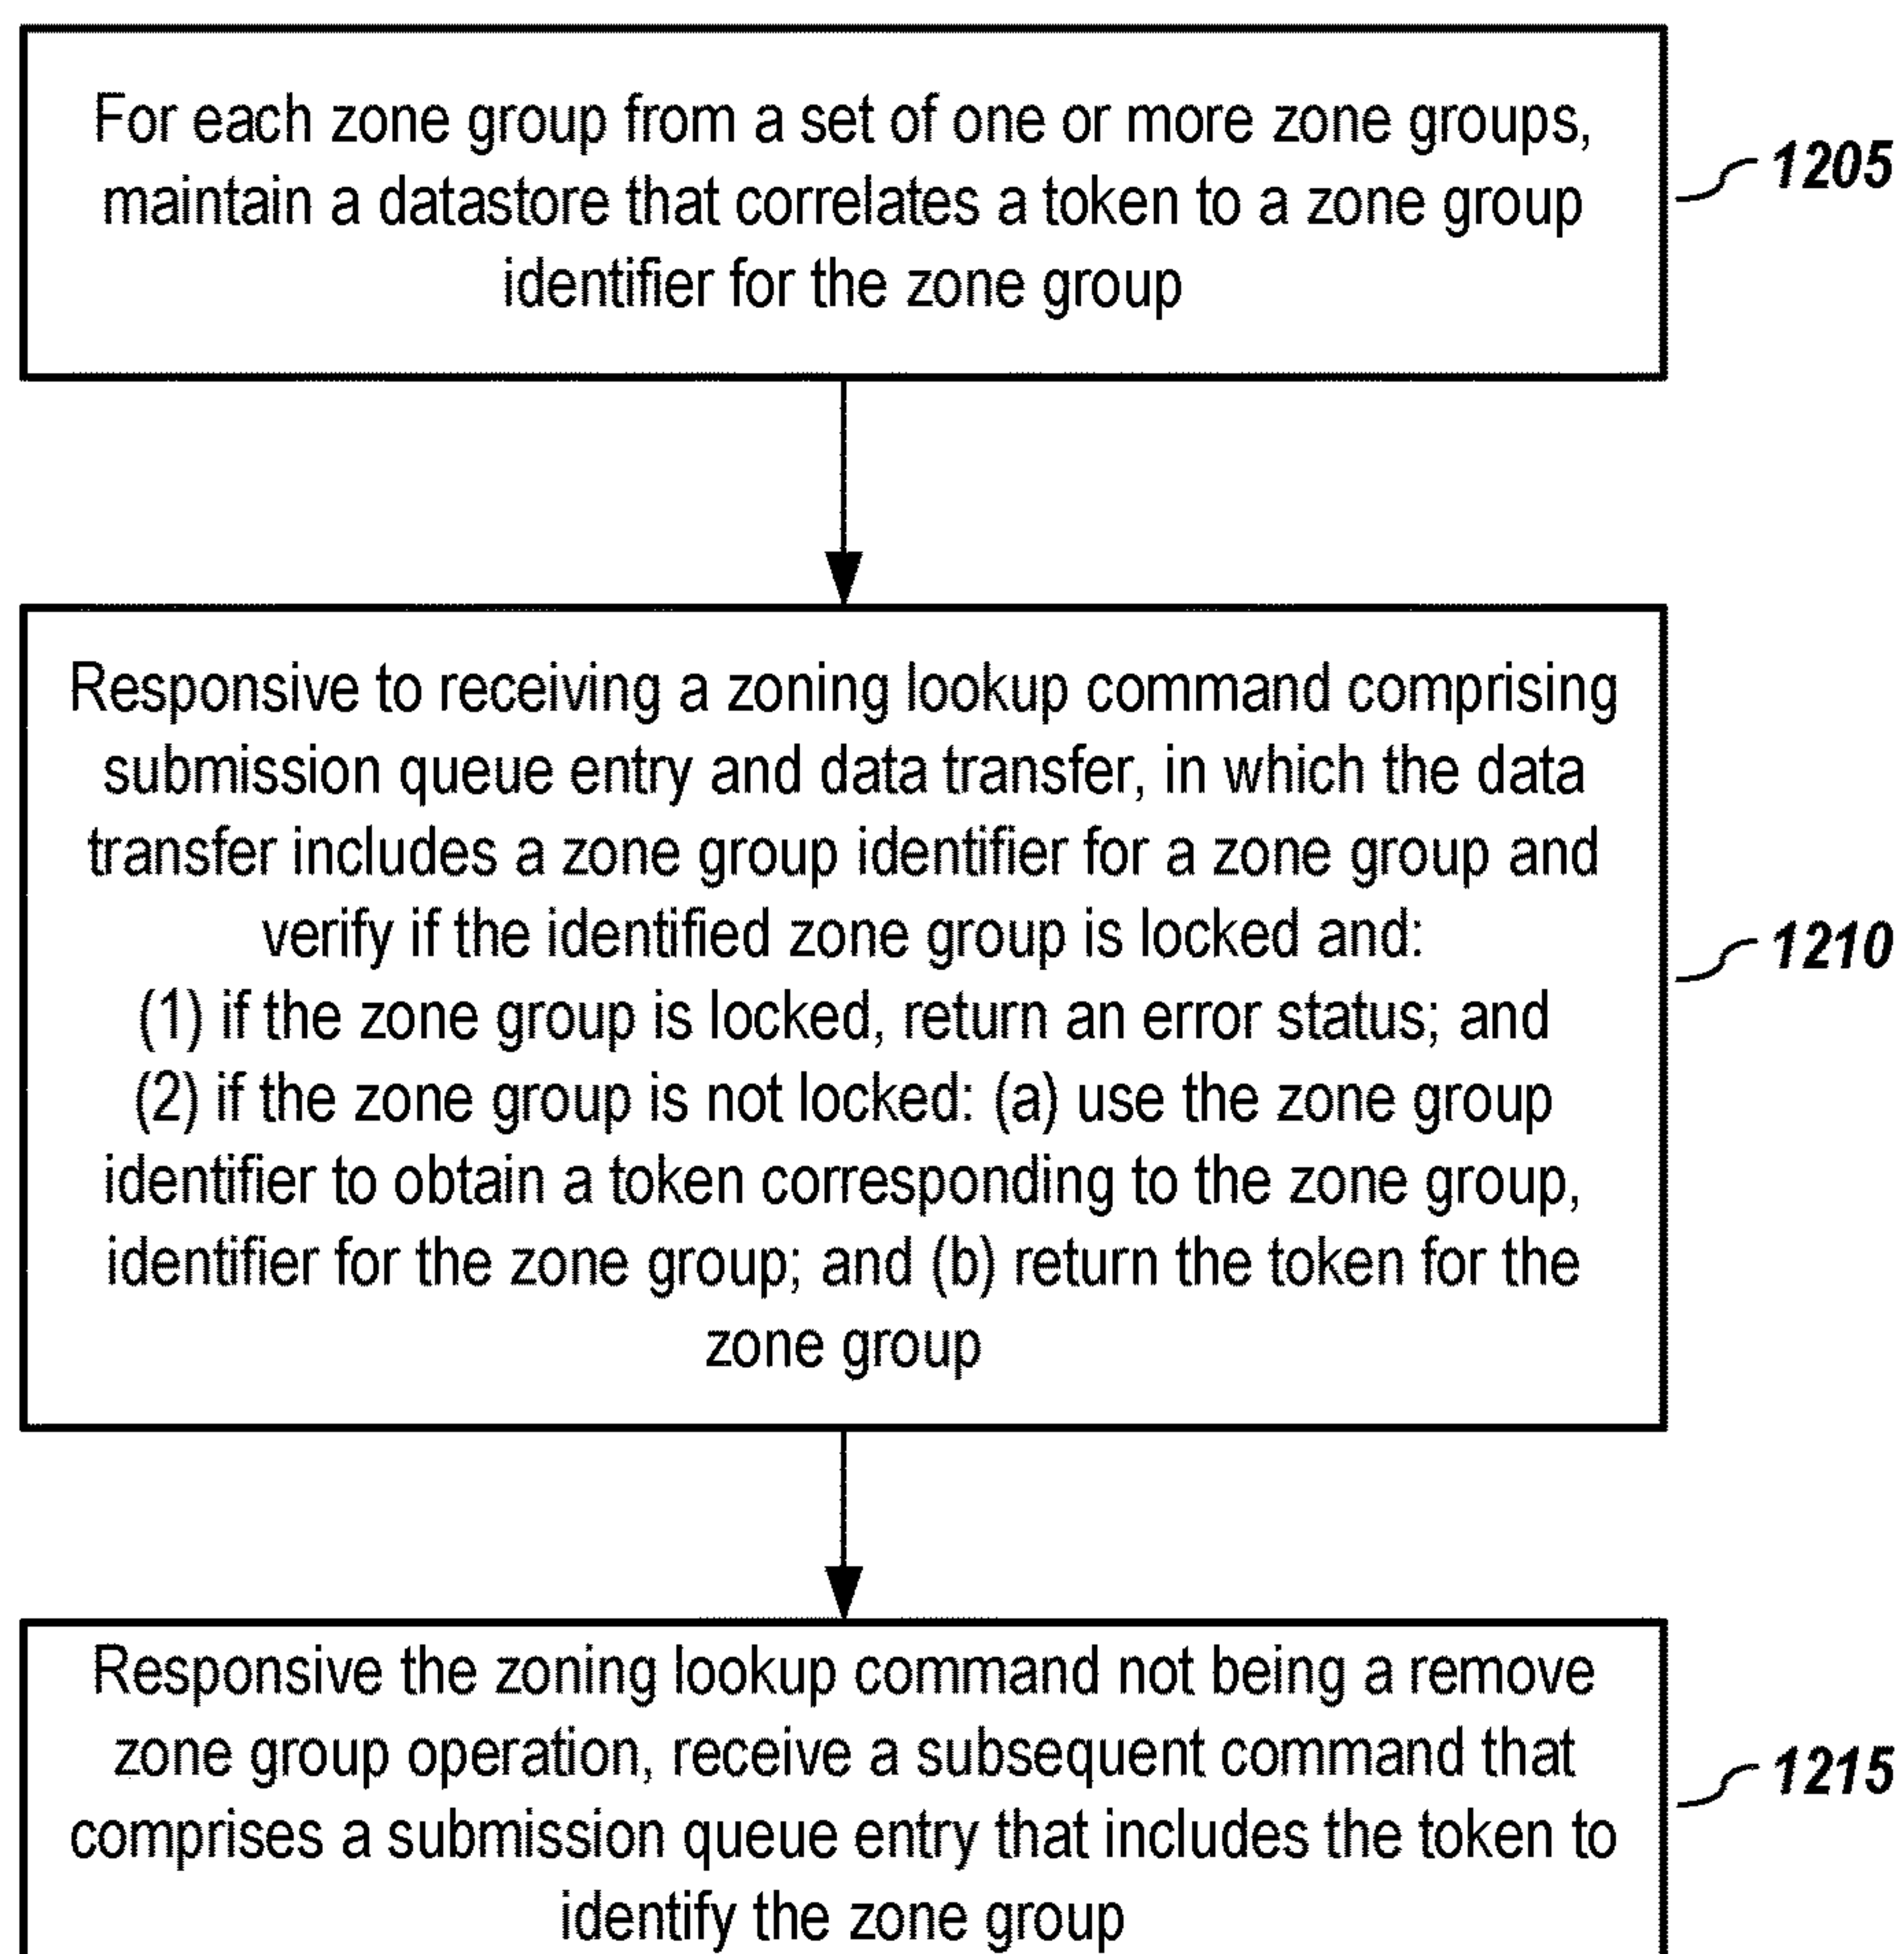 For each zone group from a set of one or more zone groups,
maintain a datastore that correlates a token to a zone group
identifier for the zone group
1205
Responsive to receiving a zoning lookup command comprising
submission queue entry and data transfer, in which the data
transfer includes a zone group identifier for a zone group and
verify if the identified zone group is locked and:
(1) if the zone group is locked, return an error status; and
(2) if the zone group is not locked: (a) use the zone group
identifier to obtain a token corresponding to the zone group,
identifier for the zone group; and (b) return the token for the
zone group
1210
Responsive the zoning lookup command not being a remove
zone group operation, receive a subsequent command that
comprises a submission queue entry that includes the token to
identify the zone group
1215